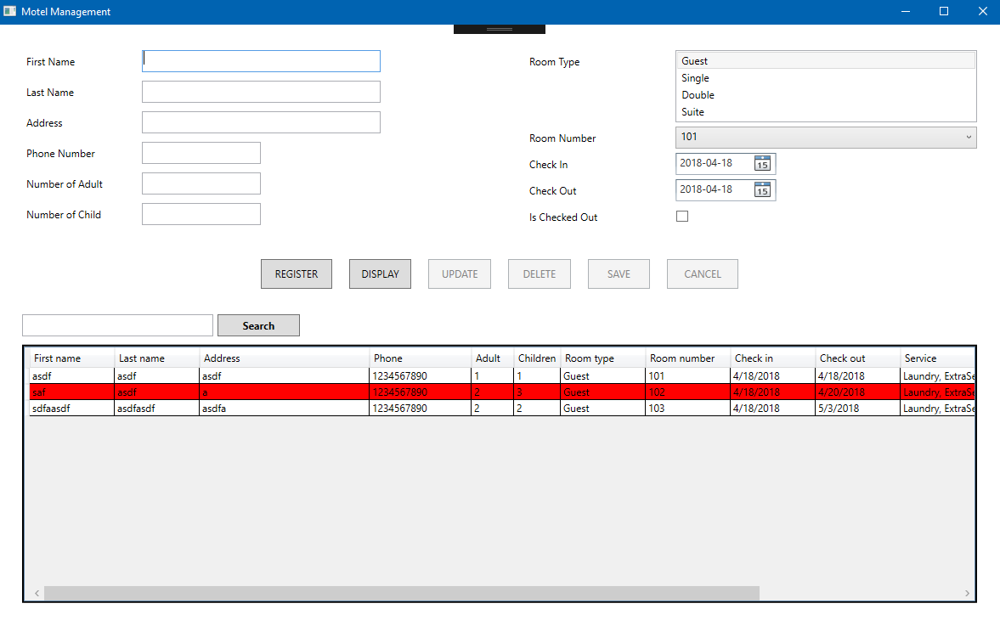 Motel Management
First Name
Last Name
Address
Phone Number
Number of Adult
Number of Child
Room Type
Guest
Single
Double
Suite
Room Number 101
Check In 2018-04-18 15
Check Out 2018-04-18 15
Is Checked Out
REGISTER DISPLAY UPDATE DELETE SAVE CANCEL
Search
First name Last name Address Phone Adult Children Room type Room number Check in Check out Service
asdf asdf asdf 1234567890 1 1 Guest 101 4/18/2018 4/18/2018 Laundry, ExtraSe
saf asdf a 1234567890 2 3 Guest 102 4/18/2018 4/20/2018 Laundry, ExtraSe
sdfaasdf asdfasdf asdfa 1234567890 2 2 Guest 103 4/18/2018 5/3/2018 Laundry, ExtraSe